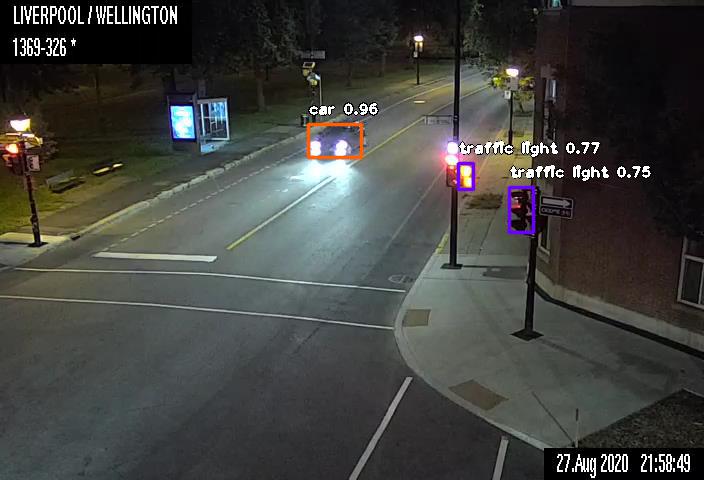 LIVERPOOL / WELLINGTON
1369-326 *
car 0.96
traffic light 0.77
traffic light 0.75
27.Aug 2020 21:58:49